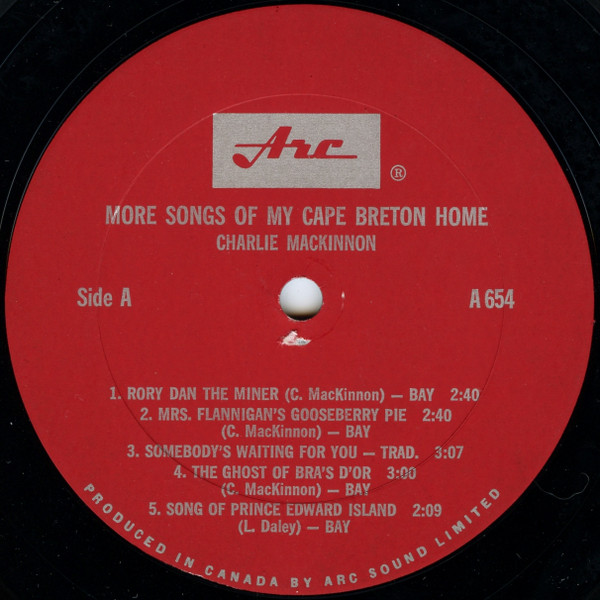 Arc
®
MORE SONGS OF MY CAPE BRETON HOME
CHARLIE MACKINNON
Side A
A 654
1. RORY DAN THE MINER (C. MacKinnon) — BAY 2:40
2. MRS. FLANNIGAN'S GOOSEBERRY PIE 2:40
(C. MacKinnon) — BAY
3. SOMEBODY'S WAITING FOR YOU — TRAD. 3:07
4. THE GHOST OF BRA'S D'OR 3:00
(C. MacKinnon) — BAY
5. SONG OF PRINCE EDWARD ISLAND 2:09
(L. Daley) — BAY
PRODUCED IN CANADA BY ARC SOUND LIMITED